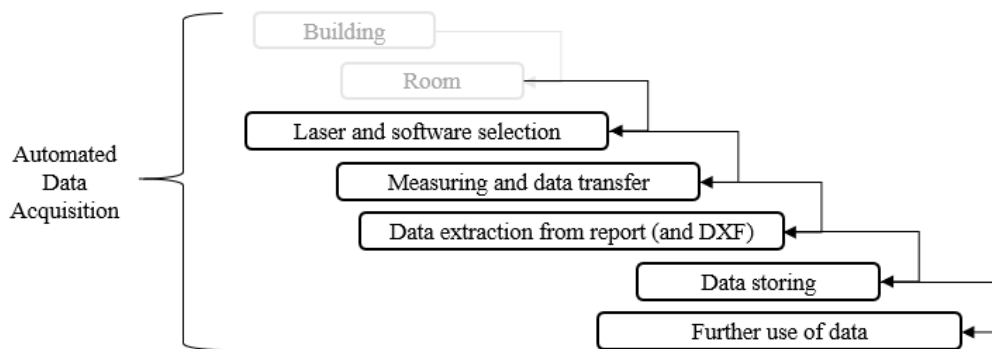 Building
Room
Laser and software selection
Automated
Data
Acquisition
Measuring and data transfer
Data extraction from report (and DXF)
Data storing
Further use of data